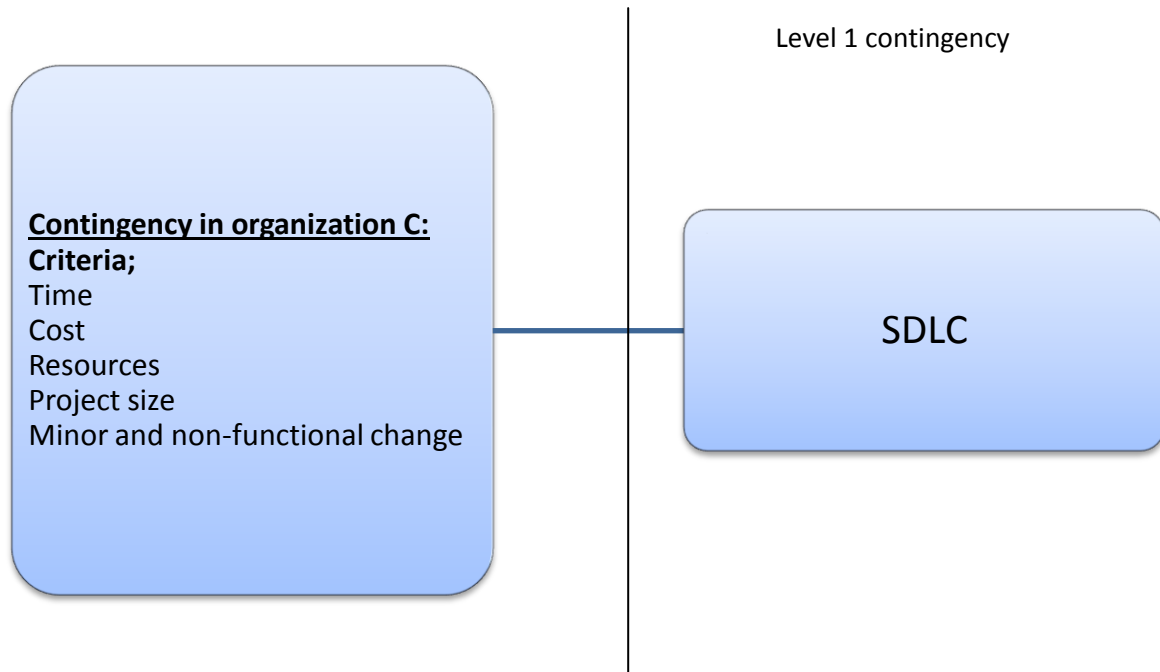 Level 1 contingency
Contingency in organization C:
Criteria;
Time
Cost
Resources
Project size
Minor and non-functional change
SDLC